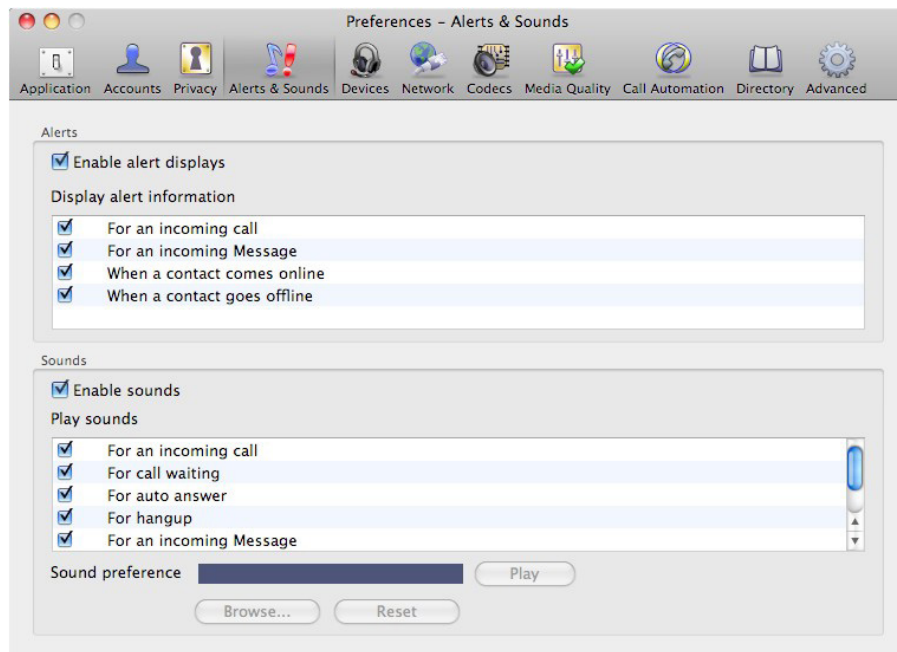 Preferences – Alerts & Sounds
Application Accounts Privacy Alerts & Sounds Devices Network Codecs Media Quality Call Automation Directory Advanced
Alerts
Enable alert displays
Display alert information
For an incoming call
For an incoming Message
When a contact comes online
When a contact goes offline
Sounds
Enable sounds
Play sounds
For an incoming call
For call waiting
For auto answer
For hangup
For an incoming Message
Sound preference Play
Browse... Reset